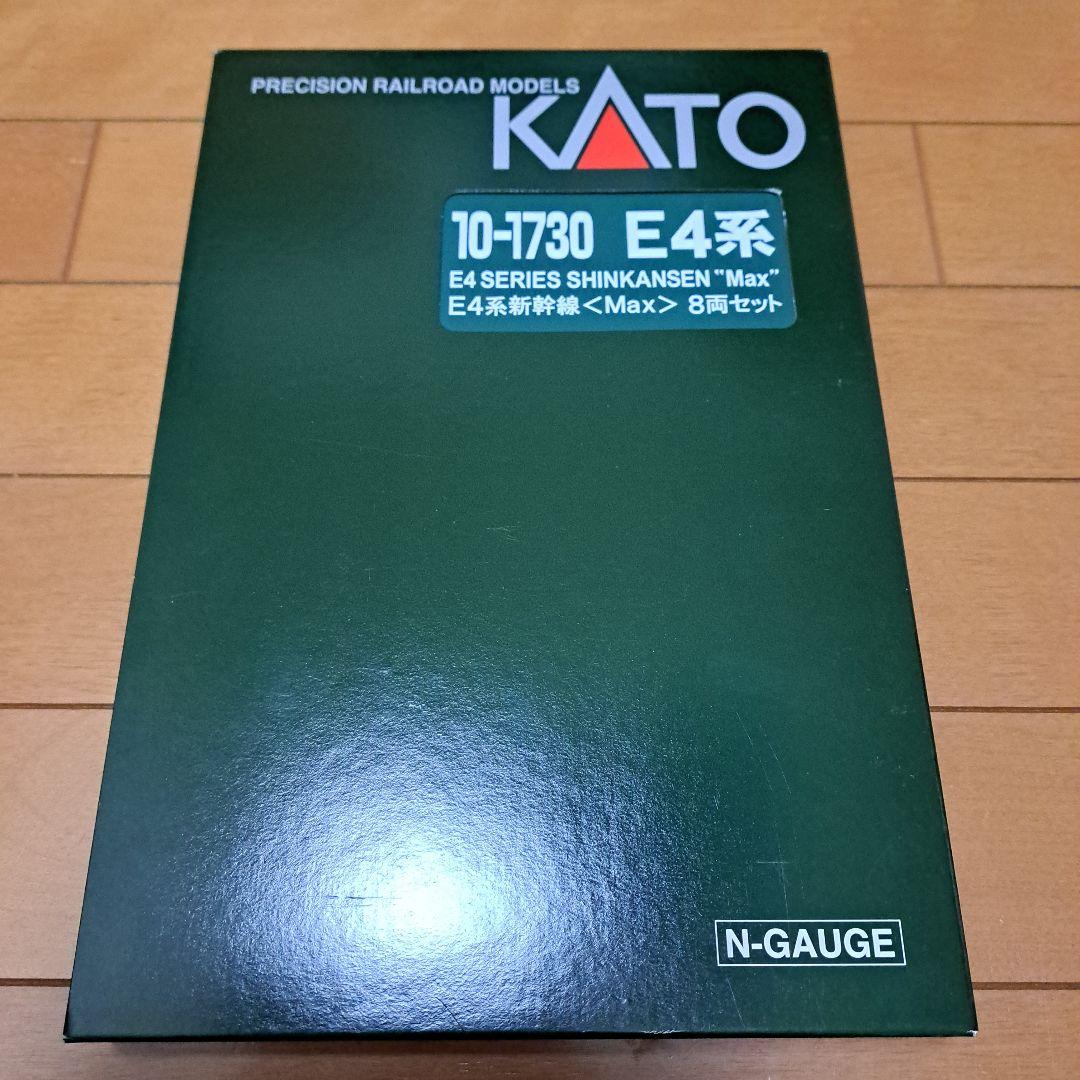 PRECISION RAILROAD MODELS
KATO
10-1730 E4系
E4 SERIES SHINKANSEN "Max"
E4系新幹線<Max> 8両セット
N-GAUGE